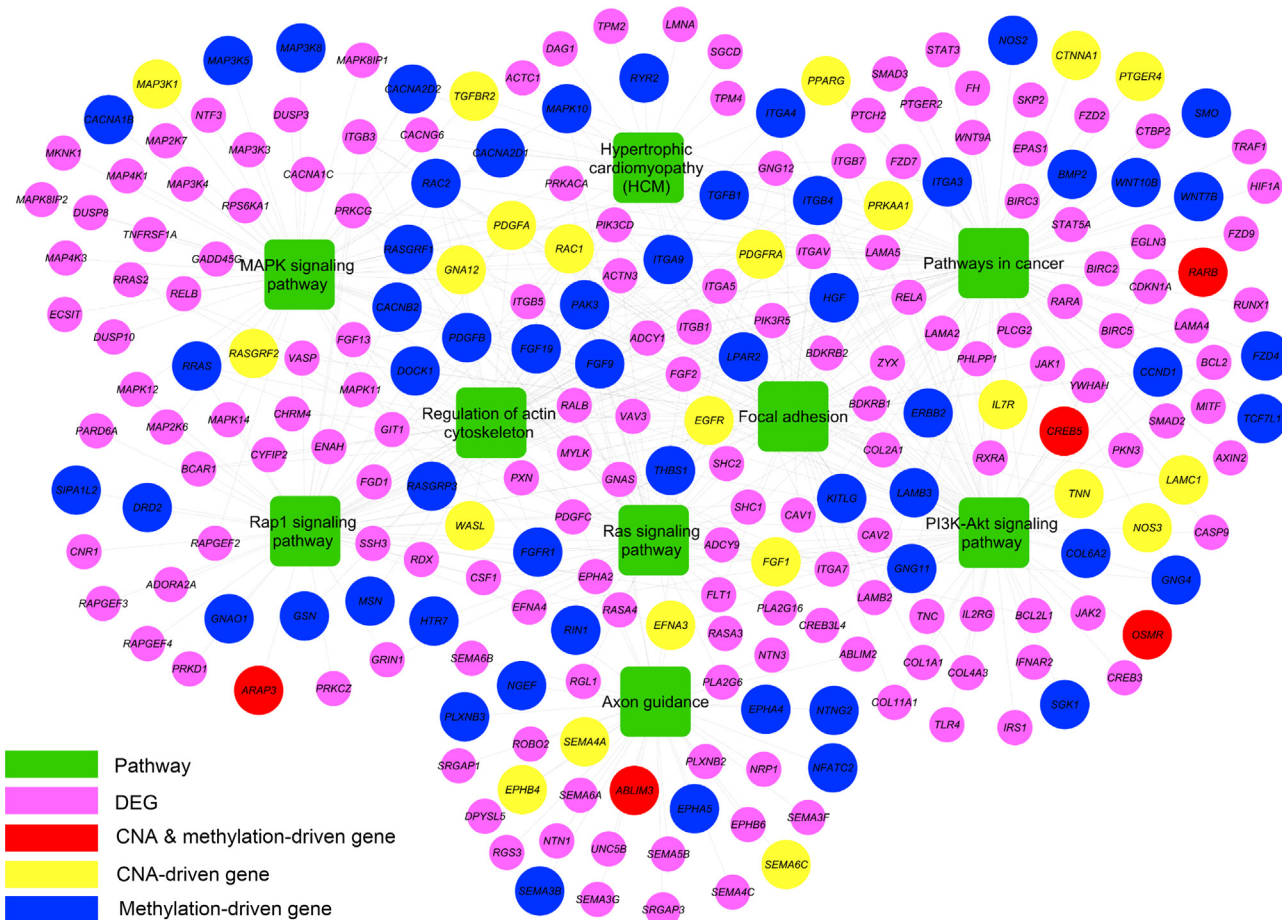 TPM2
LMNA
DAG1
SGCD
MAP3K8
MAP3K5
MAPK8IP1
STAT3
NOS2
CTNNA1
PTGER4
MAP3K1
CACNA2D2
TGFBR2
ACTC1
RYR2
PPARG
SMAD3
FH
CACNA1B
NTF3
DUSP3
MAPK10
TPM4
ITGA4
PTCH2
PTGER2
SKP2
FZD2
CTBP2
SMO
MKNK1
MAP2K7
MAP3K3
ITGB3
CACNG6
CACNA2D1
Hypertrophic
cardiomyopathy
(HCM)
GNG12
ITGB7
FZD7
WNT9A
EPAS1
TRAF1
MAP4K1
MAP3K4
CACNA1C
RAC2
PRKACA
TGFB1
ITGB4
PRKAA1
ITGA3
BMP2
WNT10B
WNT7B
HIF1A
MAPK8IP2
DUSP8
RPS6KA1
PRKCG
PDGFA
PIK3CD
BIRC3
STAT5A
TNFRSF1A
RASGRF1
RAC1
ITGA9
PDGFRA
ITGAV
LAMA5
Pathways in cancer
EGLN3
FZD9
MAP4K3
GADD45G
MAPK signaling
pathway
GNA12
ACTN3
BIRC2
CDKN1A
RARB
RRAS2
RELB
CACNB2
ITGB5
PAK3
ITGA5
HGF
RELA
RARA
RUNX1
ECSIT
DUSP10
FGF13
PDGFB
FGF19
ADCY1
ITGB1
PIK3R5
LAMA2
PLCG2
BIRC5
LAMA4
RRAS
RASGRF2
VASP
DOCK1
FGF9
FGF2
LPAR2
BDKRB2
ZYX
PHLPP1
JAK1
BCL2
FZD4
MAPK12
MAPK11
Regulation of actin
cytoskeleton
RALB
VAV3
EGFR
Focal adhesion
BDKRB1
ERBB2
IL7R
YWHAH
CCND1
MITF
PARD6A
MAP2K6
MAPK14
CHRM4
GIT1
CREB5
SMAD2
TCF7L1
BCAR1
CYFIP2
ENAH
MYLK
COL2A1
RXRA
PKN3
AXIN2
SIPA1L2
DRD2
FGD1
RASGRP3
PXN
GNAS
THBS1
SHC2
KITLG
LAMB3
TNN
LAMC1
Rap1 signaling
pathway
WASL
PDGFC
Ras signaling
pathway
SHC1
CAV1
PI3K-Akt signaling
pathway
NOS3
CASP9
CNR1
RAPGEF2
SSH3
RDX
FGFR1
ADCY9
CAV2
COL6A2
ADORA2A
CSF1
EPHA2
FGF1
ITGA7
GNG11
GNG4
RAPGEF3
GNAO1
GSN
MSN
HTR7
EFNA4
RASA4
FLT1
PLA2G16
LAMB2
TNC
IL2RG
BCL2L1
JAK2
RAPGEF4
RIN1
EFNA3
RASA3
CREB3L4
OSMR
PRKD1
GRIN1
SEMA6B
NTN3
ABLIM2
COL1A1
COL4A3
IFNAR2
CREB3
ARAP3
PRKCZ
NGEF
RGL1
PLA2G6
PLXNB3
Axon guidance
EPHA4
NTNG2
COL11A1
TLR4
IRS1
SGK1
ROBO2
SEMA4A
SRGAP1
PLXNB2
NRP1
NFATC2
Pathway
EPHB4
SEMA6A
ABLIM3
EPHA5
DEG
DPYSL5
EPHB6
SEMA3F
CNA & methylation-driven gene
RGS3
NTN1
UNC5B
SEMA5B
SEMA6C
CNA-driven gene
SEMA3B
SEMA3G
SRGAP3
SEMA4C
Methylation-driven gene